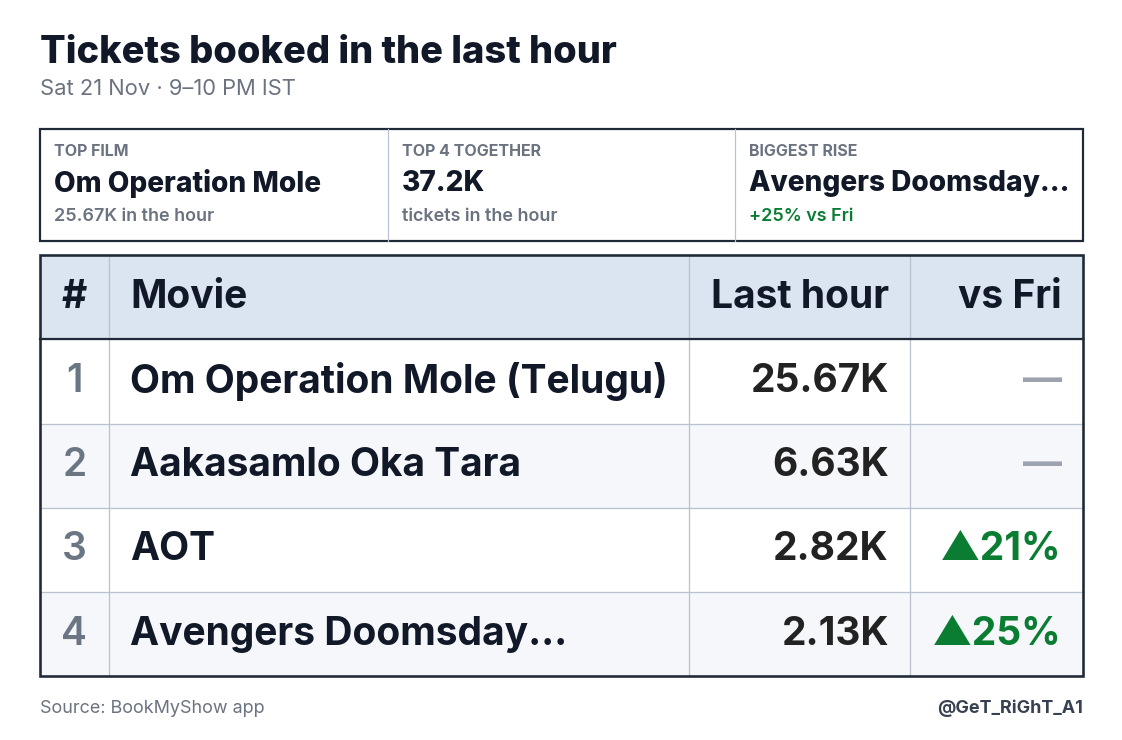 Tickets booked in the last hour
Sat 21 Nov · 9–10 PM IST
TOP FILM
Om Operation Mole
25.67K in the hour
TOP 4 TOGETHER
37.2K
tickets in the hour
BIGGEST RISE
Avengers Doomsday...
+25% vs Fri
# Movie Last hour vs Fri
1 Om Operation Mole (Telugu) 25.67K —
2 Aakasamlo Oka Tara 6.63K —
3 AOT 2.82K ▲21%
4 Avengers Doomsday... 2.13K ▲25%
Source: BookMyShow app @GeT_RiGhT_A1